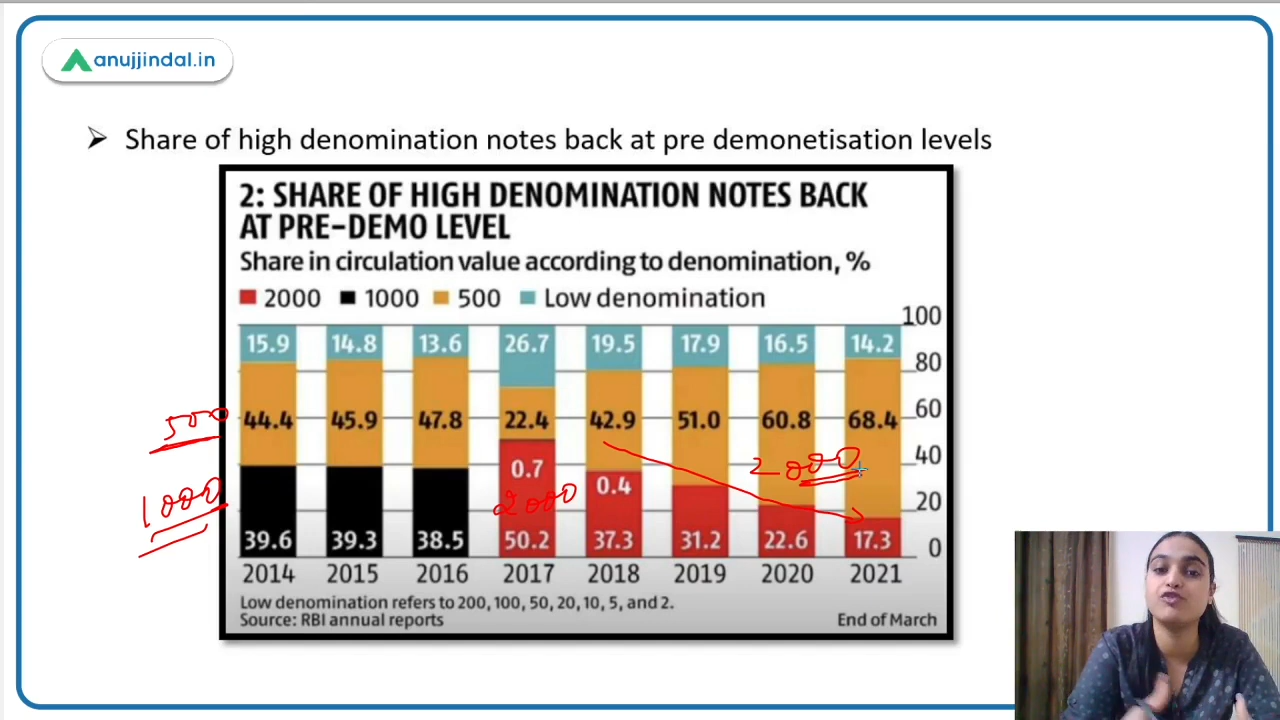 anujjindal.in
➢ Share of high denomination notes back at pre demonetisation levels
2: SHARE OF HIGH DENOMINATION NOTES BACK
AT PRE-DEMO LEVEL
Share in circulation value according to denomination, %
2000 1000 500 Low denomination
100
15.9 14.8 13.6 26.7 19.5 17.9 16.5 14.2
80
500
44.4 45.9 47.8 22.4 42.9 51.0 60.8 68.4
60
2000
40
0.7
0.4
1000
2000
20
39.6 39.3 38.5 50.2 37.3 31.2 22.6 17.3
0
2014 2015 2016 2017 2018 2019 2020 2021
Low denomination refers to 200, 100, 50, 20, 10, 5, and 2.
Source: RBI annual reports End of March